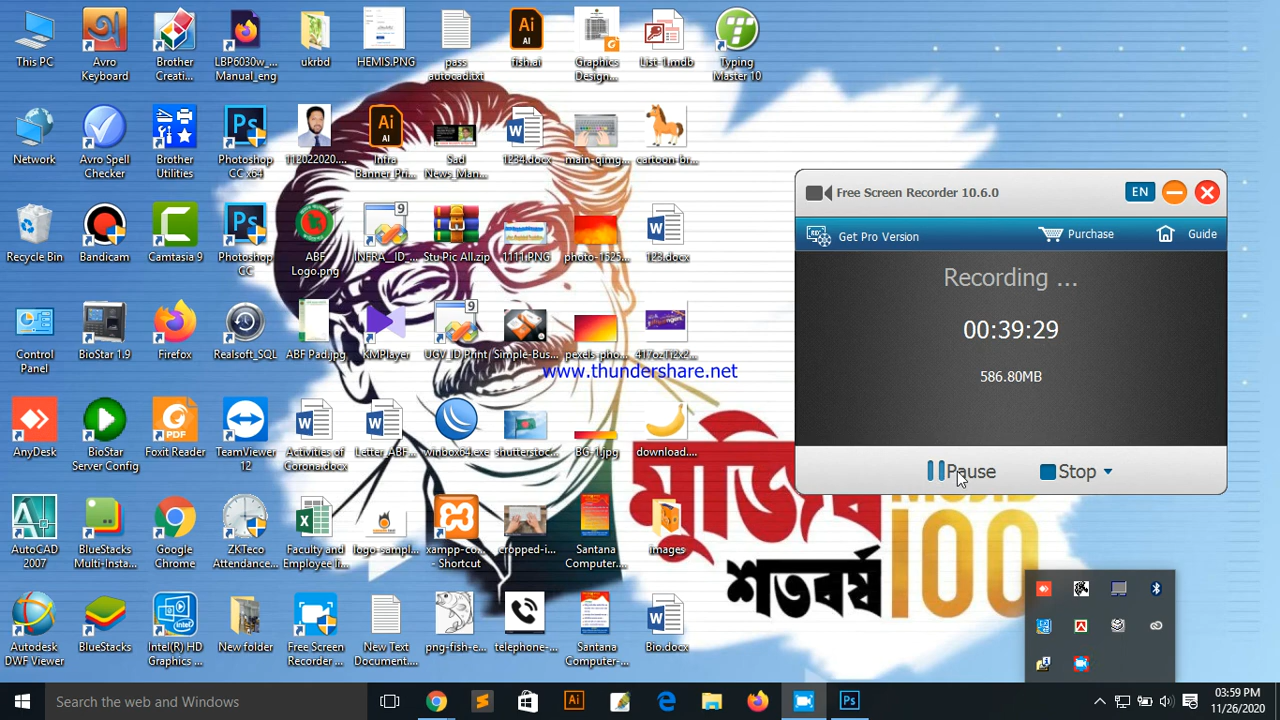 This PC
Avro Keyboard
Brother Creati...
LBP6030w_... Manual_eng
ukrbd
HEMIS.PNG
pass autocad.txt
fish.ai
Graphics Design...
List-1.mdb
Typing Master 10
Network
Avro Spell Checker
Brother Utilities
Photoshop CC x64
112022020....
Infra Banner_Pri...
Sad News_Man...
1234.docx
main-qimg...
cartoon-br...
Recycle Bin
Bandicam
Camtasia 9
Photoshop CC
ABF Logo.png
INFRA__ID_...
Stu Pic All.zip
1111.PNG
photo-1525...
123.docx
Control Panel
BioStar 1.9
Firefox
Realsoft_SQL
ABF Pad.jpg
KMPlayer
UGV_ID Print
Simple-Bus...
pexels-pho...
www.thundershare.net
AnyDesk
BioStar Server Config
Foxit Reader
TeamViewer 12
Activities of Corona.docx
Letter_ABF...
winbox64.exe
shutterstoc...
BG-1.jpg
download....
AutoCAD 2007
BlueStacks Multi-Insta...
Google Chrome
ZKTeco Attendance...
Faculty and Employee li...
logo-sampl...
xampp-co... - Shortcut
cropped-i...
Santana Computer...
images
Autodesk DWF Viewer
BlueStacks
Intel(R) HD Graphics ...
New folder
Free Screen Recorder ...
New Text Document....
png-fish-e...
telephone-...
Santana Computer-...
Bio.docx
Free Screen Recorder 10.6.0
EN
Get Pro Version
Purchase
Guide
Recording ...
00:39:29
586.80MB
Pause
Stop
মুজিব
শতবর্ষ
100
Search the web and Windows
03:59 PM
11/26/2020